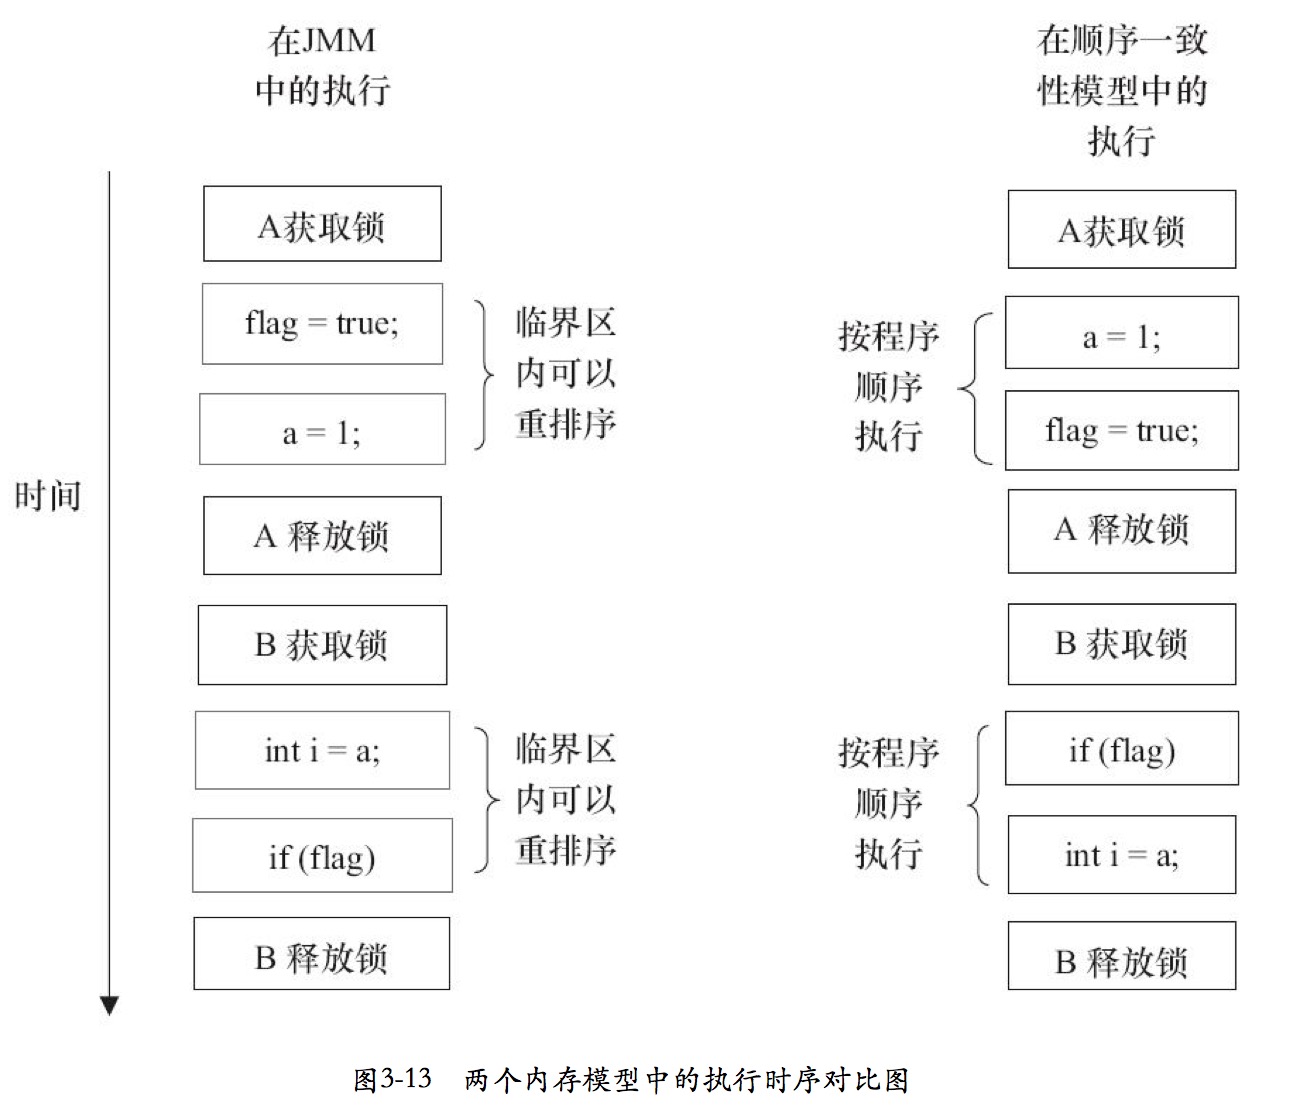 在JMM
中的执行
在顺序一致
性模型中的
执行
时间
A获取锁
flag = true;
a = 1;
临界区
内可以
重排序
A 释放锁
B 获取锁
int i = a;
if (flag)
临界区
内可以
重排序
B 释放锁
A获取锁
按程序
顺序
执行
a = 1;
flag = true;
A 释放锁
B 获取锁
按程序
顺序
执行
if (flag)
int i = a;
B 释放锁
图3-13 两个内存模型中的执行时序对比图